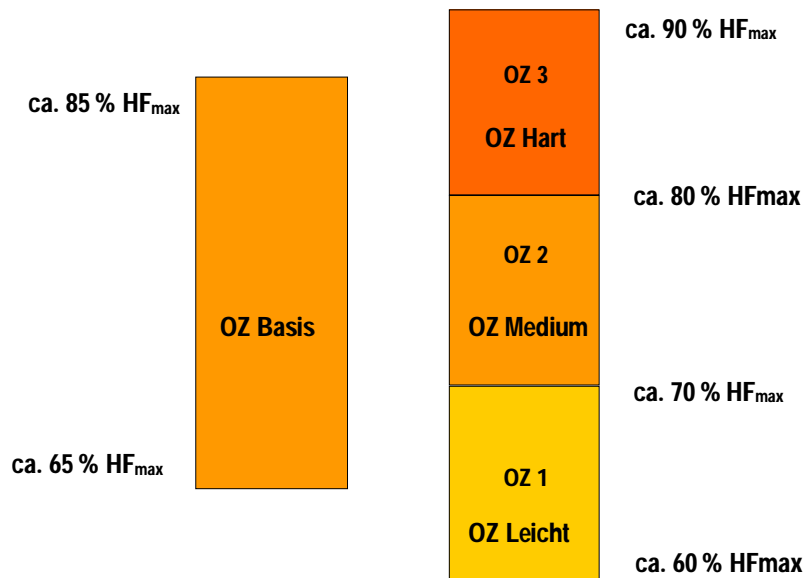 ca. 85 % HFmax
OZ Basis
ca. 65 % HFmax
ca. 90 % HFmax
OZ 3
OZ Hart
ca. 80 % HFmax
OZ 2
OZ Medium
ca. 70 % HFmax
OZ 1
OZ Leicht
ca. 60 % HFmax